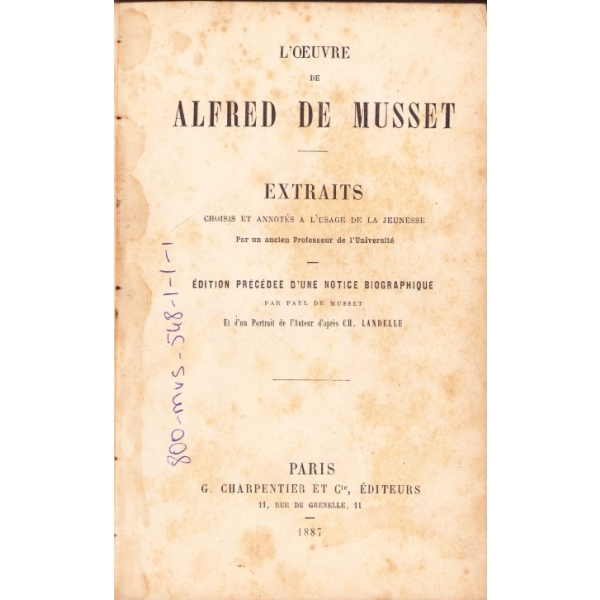 L'ŒUVRE
DE
ALFRED DE MUSSET
EXTRAITS
CHOISIS ET ANNOTÉS A L'USAGE DE LA JEUNESSE
Par un ancien Professeur de l'Université
ÉDITION PRÉCÉDEE D'UNE NOTICE BIOGRAPHIQUE
PAR PAUL DE MUSSET
Et d'un Portrait de l'Auteur d'après CH. LANDELLE
PARIS
G. CHARPENTIER ET Cie, ÉDITEURS
11, RUE DE GRENELLE, 11
1887
800-mus-548-1-1-1